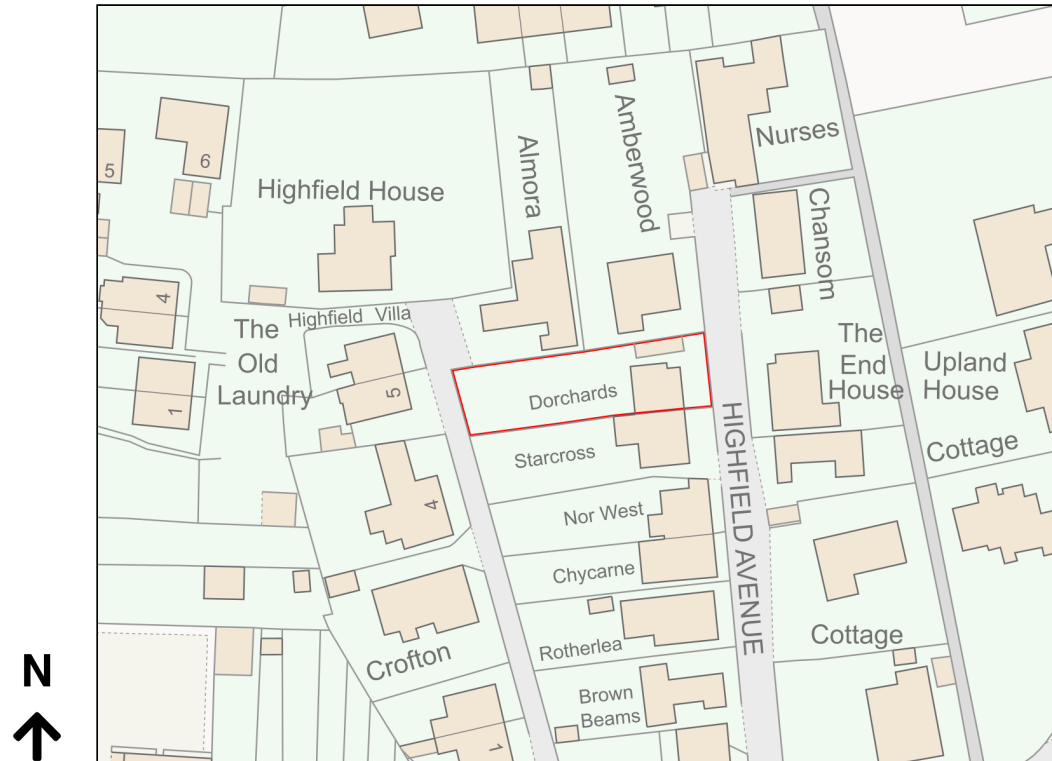 Nurses
Almora
Amberwood
6
5
Highfield House
Chansom
4
Highfield Villa
The
Old
Laundry
The
End
House
Upland
House
5
1
Dorchards
HIGHFIELD AVENUE
Starcross
Cottage
4
Nor West
Chycarne
Cottage
Rotherlea
Crofton
Brown
Beams
1
N